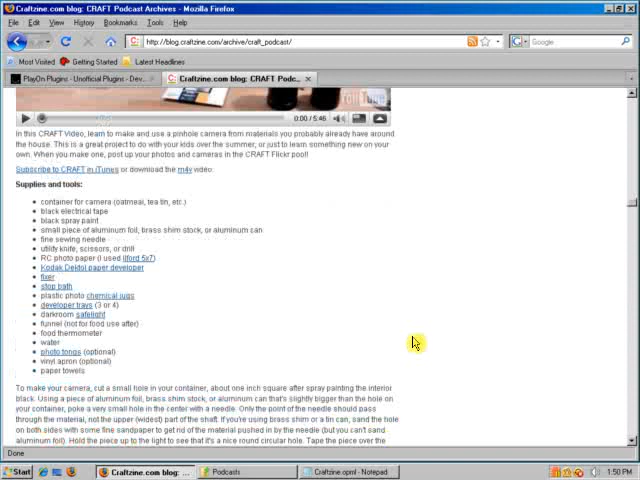 Craftzine.com blog: CRAFT Podcast Archives - Mozilla Firefox
File Edit View History Bookmarks Tools Help
http://blog.craftzine.com/archive/craft_podcast/
Google
Most Visited Getting Started Latest Headlines
PlayOn Plugins - Unofficial Plugins - Dev...
Craftzine.com blog: CRAFT Podc...
You Tube
0:00 / 5:46
In this CRAFT Video, learn to make and use a pinhole camera from materials you probably already have around
the house. This is a great project to do with your kids over the summer, or just to learn something new on your
own. When you make one, post up your photos and cameras in the CRAFT Flickr pool!
Subscribe to CRAFT in iTunes or download the m4v video.
Supplies and tools:
container for camera (oatmeal, tea tin, etc.)
black electrical tape
black spray paint
small piece of aluminum foil, brass shim stock, or aluminum can
fine sewing needle
utility knife, scissors, or drill
RC photo paper (I used Ilford 5x7)
Kodak Dektol paper developer
fixer
stop bath
plastic photo chemical jugs
developer trays (3 or 4)
darkroom safelight
funnel (not for food use after)
food thermometer
water
photo tongs (optional)
vinyl apron (optional)
paper towels
To make your camera, cut a small hole in your container, about one inch square after spray painting the interior
black. Using a piece of aluminum foil, brass shim stock, or aluminum can that's slightly bigger than the hole on
your container, poke a very small hole in the center with a needle. Only the point of the needle should pass
through the material, not the upper (widest) part of the shaft. If you're using brass shim or a tin can, sand the hole
on both sides with some fine sandpaper to get rid of the material pushed in by the needle (but you can't sand
aluminum foil). Hold the piece up to the light to see that it's a nice round circular hole. Tape the piece over the
Done
Start
Craftzine.com blog: ...
Podcasts
Craftzine.opml - Notepad
1:50 PM